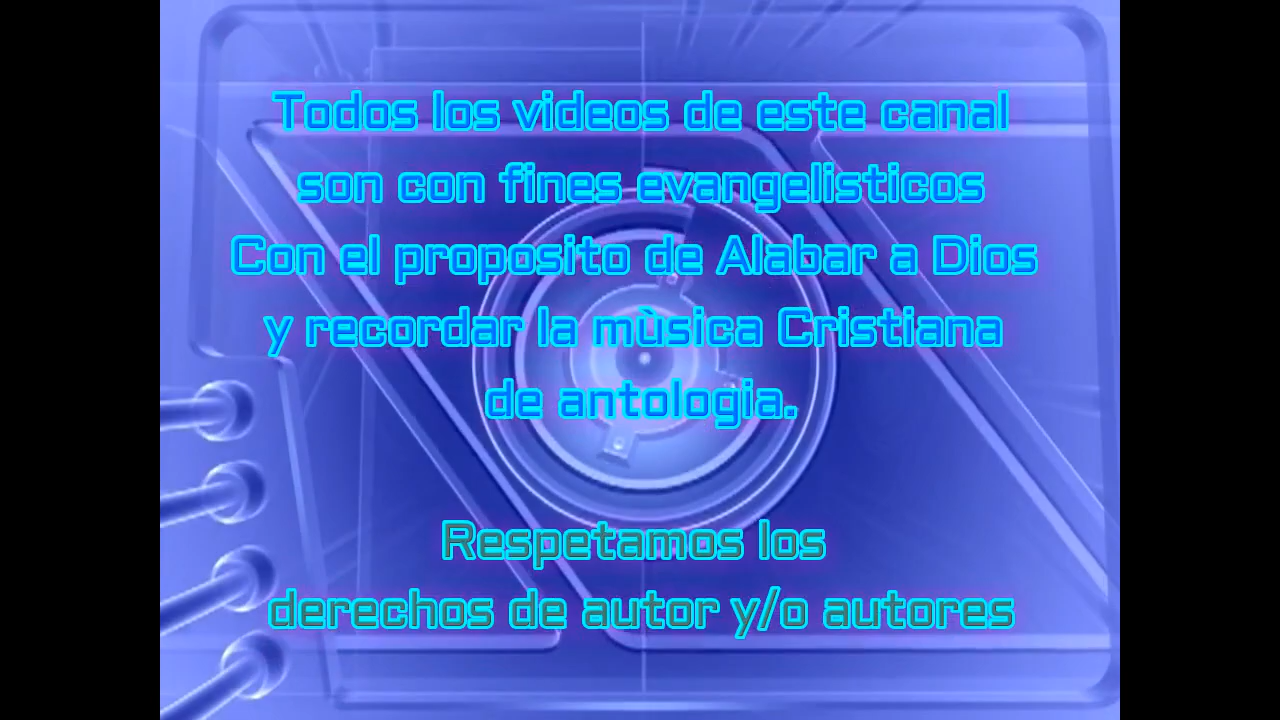 Todos los videos de este canal
son con fines evangelisticos
Con el proposito de Alabar a Dios
y recordar la mùsica Cristiana
de antologia.
Respetamos los
derechos de autor y/o autores